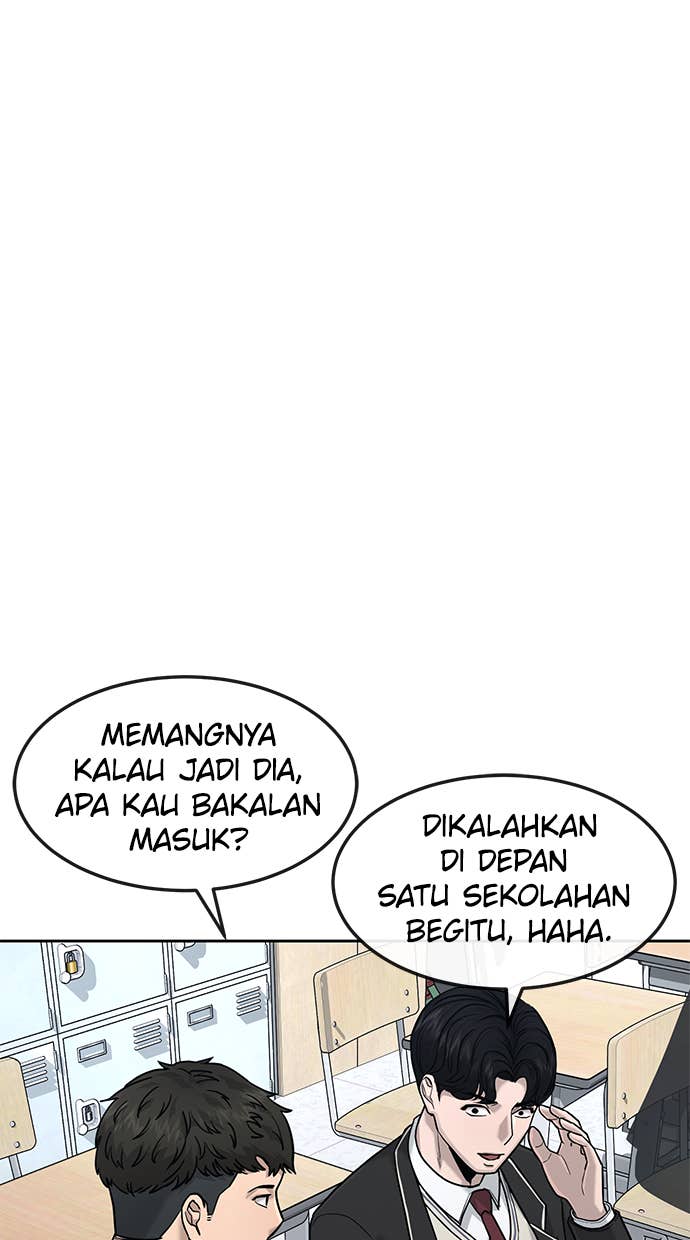 MEMANGNYA
KALAU JADI DIA,
APA KAU BAKALAN
MASUK?
DIKALAHKAN
DI DEPAN
SATU SEKOLAHAN
BEGITU, HAHA.